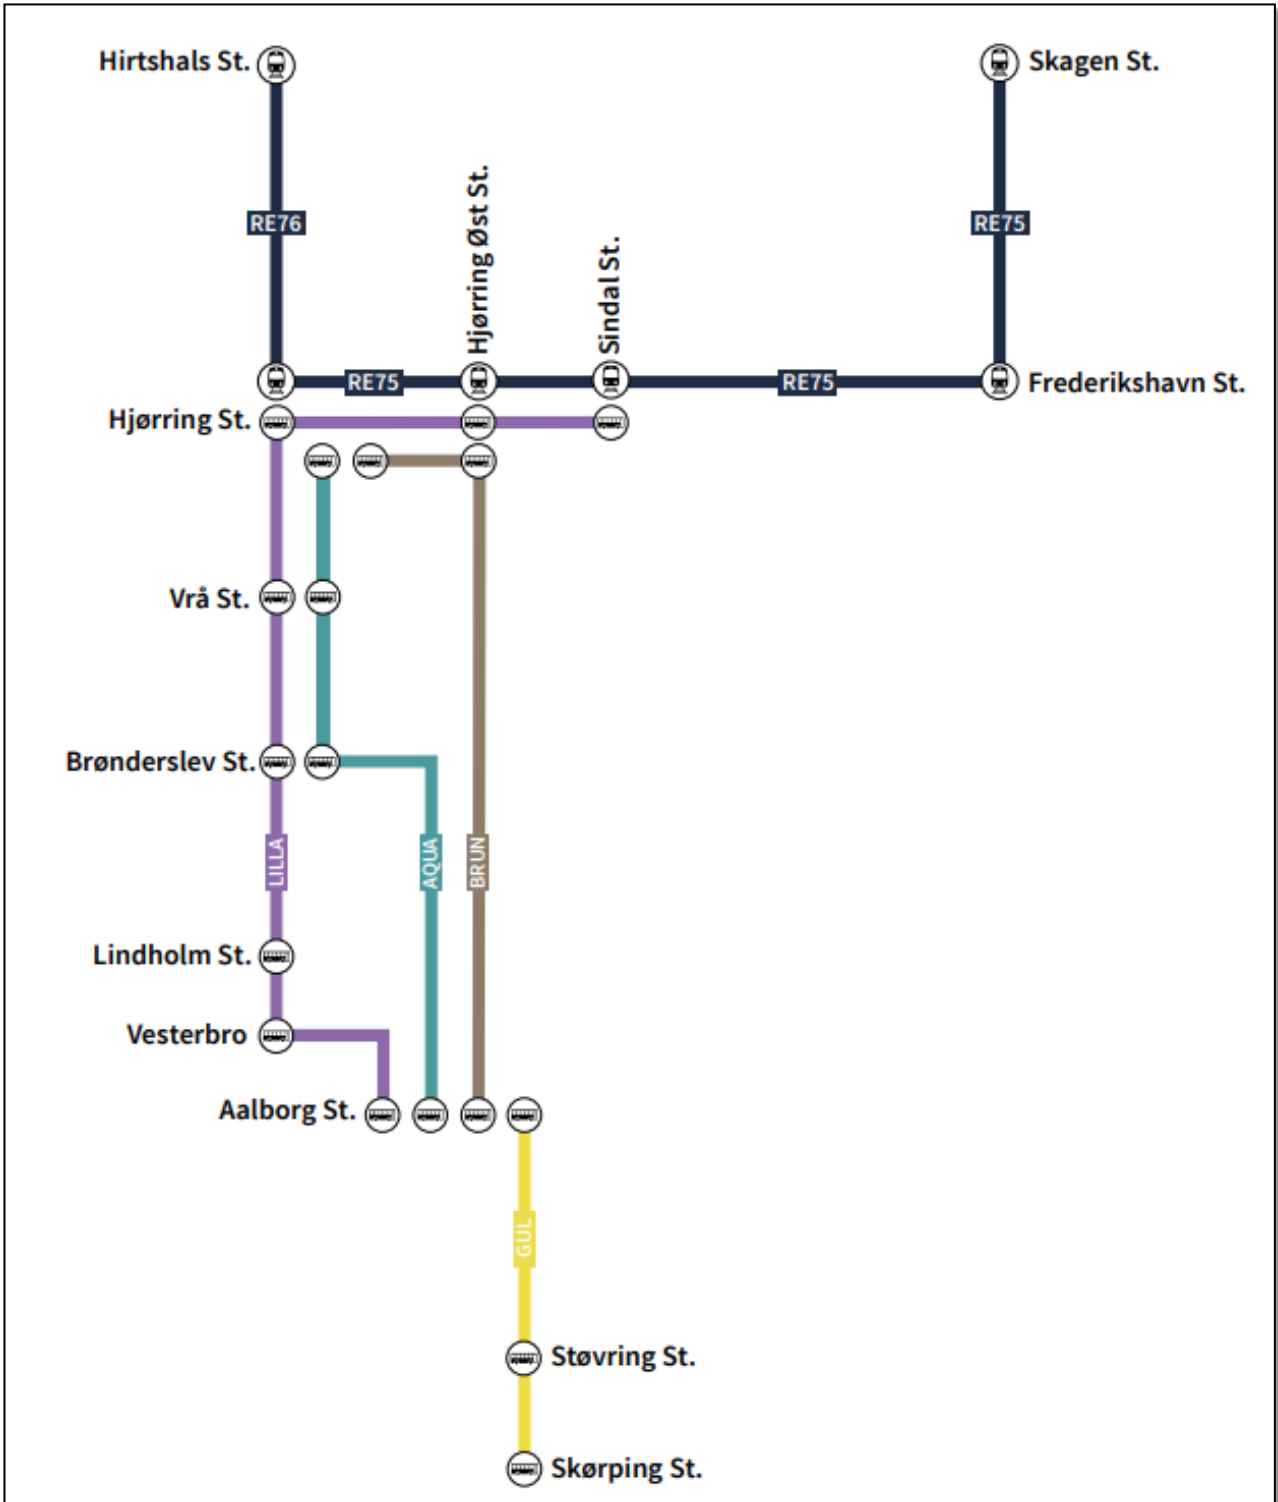 Hirtshals St.
Skagen St.
RE76
RE75
Hjørring Øst St.
Sindal St.
RE75
RE75
Frederikshavn St.
Hjørring St.
Vrå St.
Brønderslev St.
LILLA
AQUA
BRUN
Lindholm St.
Vesterbro
Aalborg St.
GUL
Støvring St.
Skørping St.